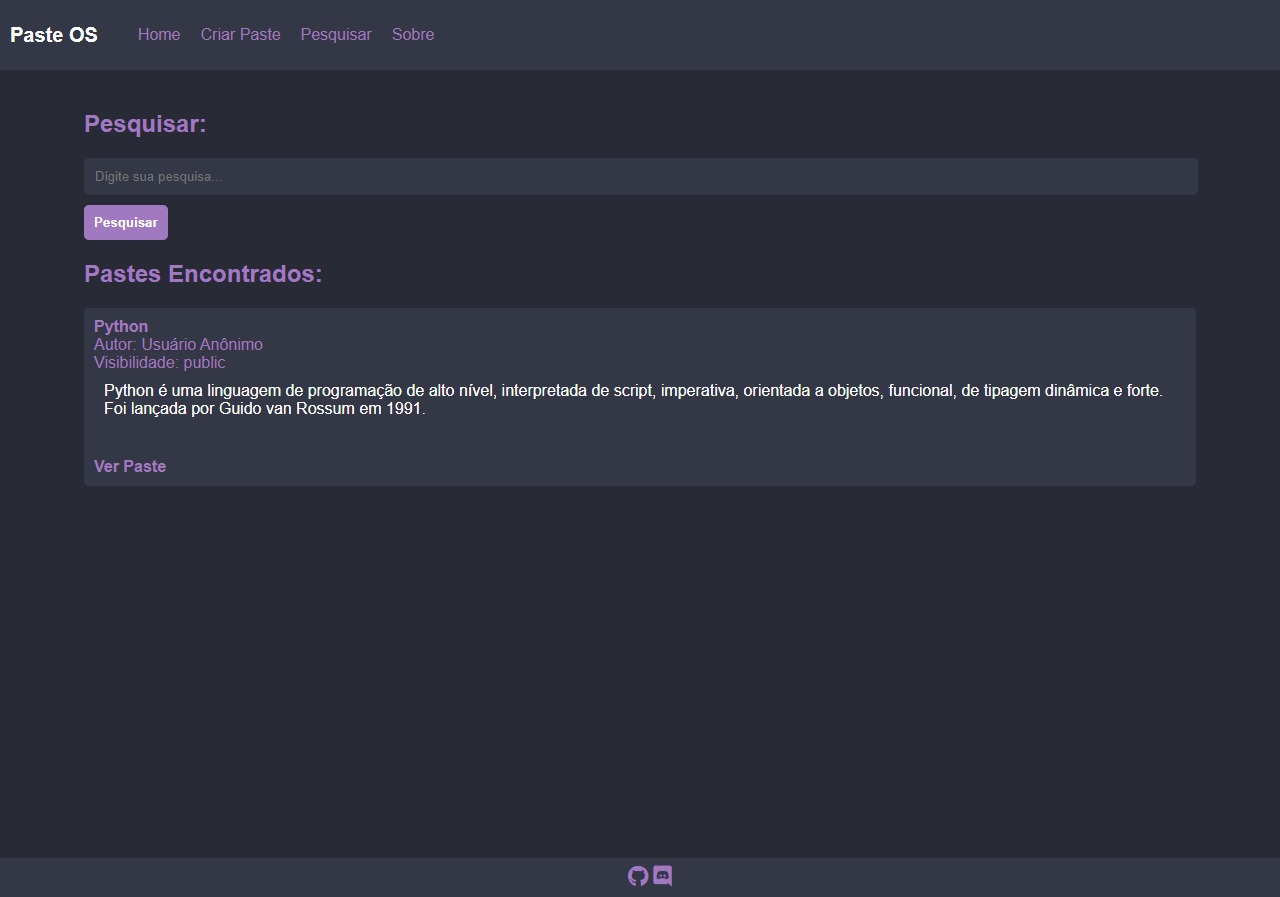 Paste OS Home Criar Paste Pesquisar Sobre
Pesquisar:
Digite sua pesquisa...
Pesquisar
Pastes Encontrados:
Python
Autor: Usuário Anônimo
Visibilidade: public
Python é uma linguagem de programação de alto nível, interpretada de script, imperativa, orientada a objetos, funcional, de tipagem dinâmica e forte.
Foi lançada por Guido van Rossum em 1991.
Ver Paste